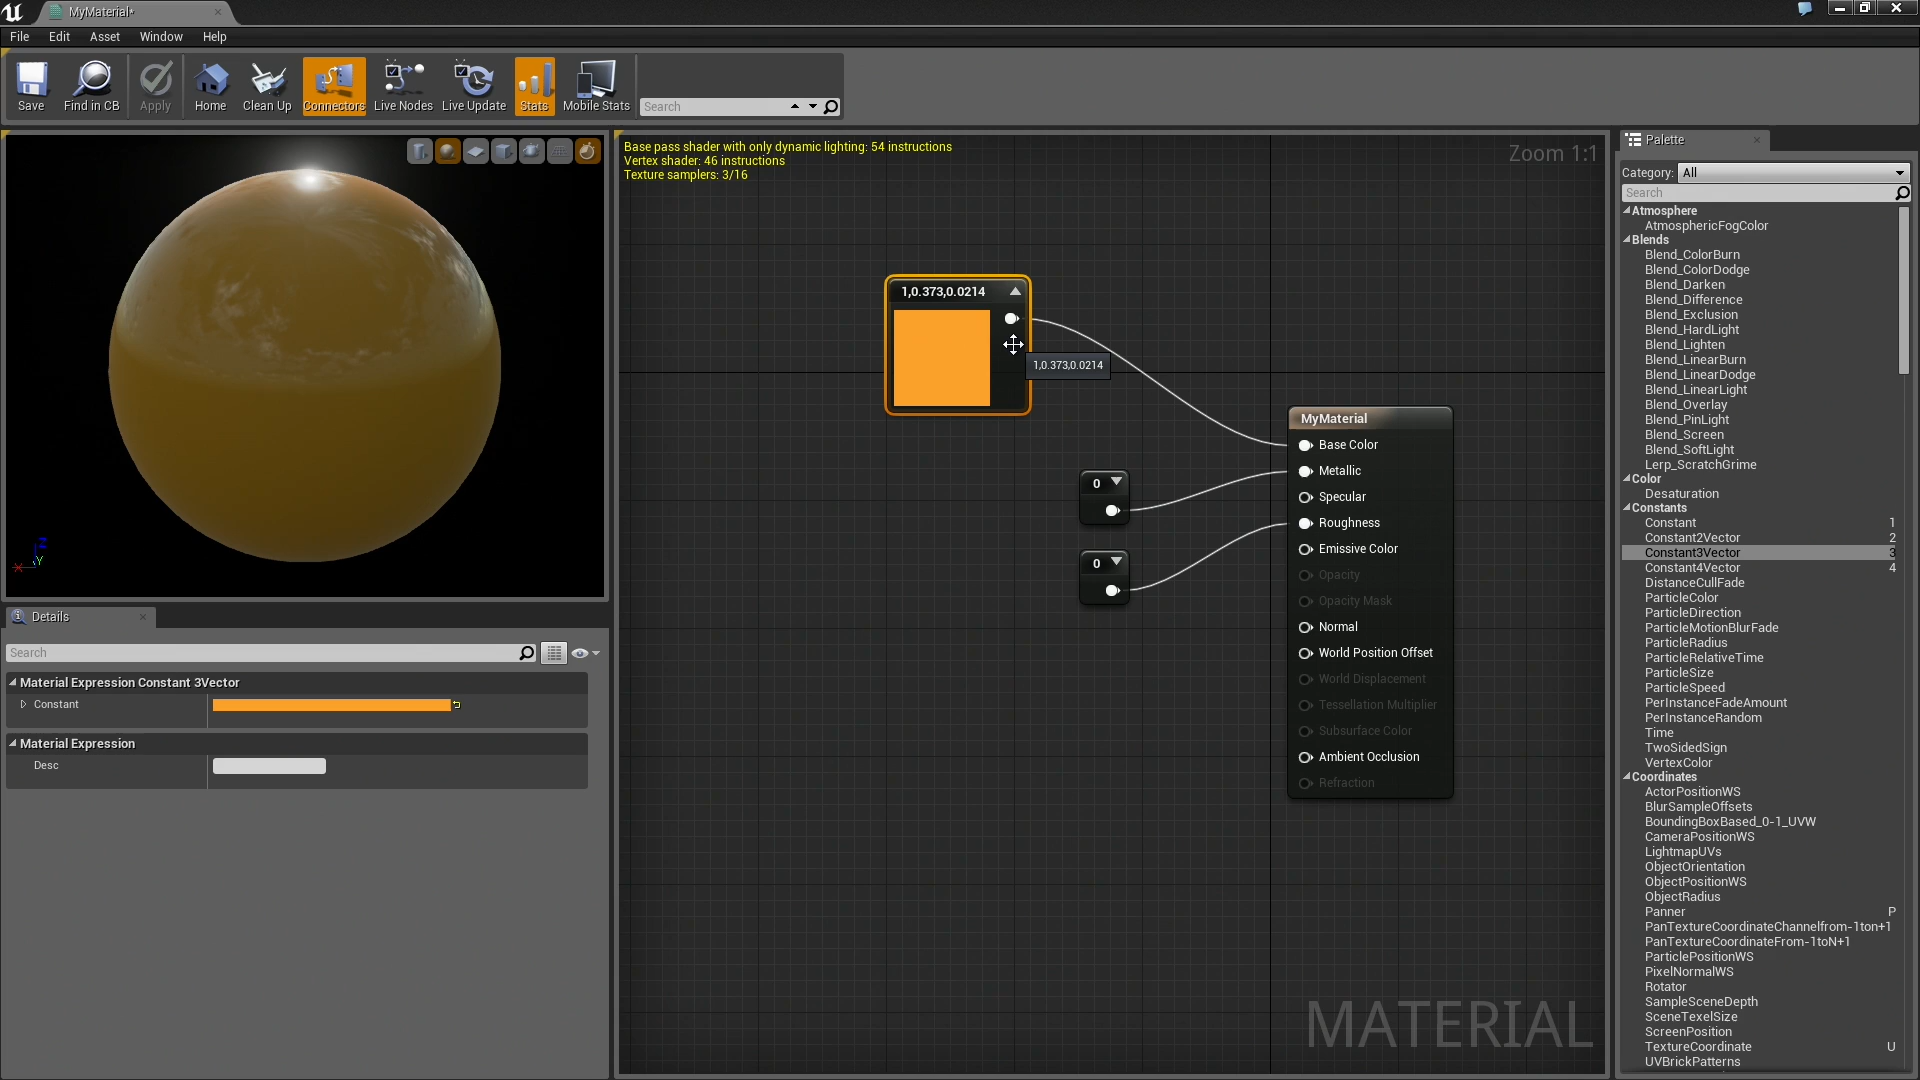 MyMaterial*
File Edit Asset Window Help
Save Find in CB Apply Home Clean Up Connectors Live Nodes Live Update Stats Mobile Stats Search
Base pass shader with only dynamic lighting: 54 instructions
Vertex shader: 46 instructions
Texture samplers: 3/16
Zoom 1:1
1,0.373,0.0214
1,0.373,0.0214
0
0
MyMaterial
Base Color
Metallic
Specular
Roughness
Emissive Color
Opacity
Opacity Mask
Normal
World Position Offset
World Displacement
Tessellation Multiplier
Subsurface Color
Ambient Occlusion
Refraction
MATERIAL
Z
Y
X
Details
Search
Material Expression Constant 3Vector
Constant
Material Expression
Desc
Palette
Category: All
Search
Atmosphere
AtmosphericFogColor
Blends
Blend_ColorBurn
Blend_ColorDodge
Blend_Darken
Blend_Difference
Blend_Exclusion
Blend_HardLight
Blend_Lighten
Blend_LinearBurn
Blend_LinearDodge
Blend_LinearLight
Blend_Overlay
Blend_PinLight
Blend_Screen
Blend_SoftLight
Lerp_ScratchGrime
Color
Desaturation
Constants
Constant 1
Constant2Vector 2
Constant3Vector 3
Constant4Vector 4
DistanceCullFade
ParticleColor
ParticleDirection
ParticleMotionBlurFade
ParticleRadius
ParticleRelativeTime
ParticleSize
ParticleSpeed
PerInstanceFadeAmount
PerInstanceRandom
Time
TwoSidedSign
VertexColor
Coordinates
ActorPositionWS
BlurSampleOffsets
BoundingBoxBased_0-1_UVW
CameraPositionWS
LightmapUVs
ObjectOrientation
ObjectPositionWS
ObjectRadius
Panner P
PanTextureCoordinateChannelfrom-1ton+1
PanTextureCoordinateFrom-1toN+1
ParticlePositionWS
PixelNormalWS
Rotator
SampleSceneDepth
SceneTexelSize
ScreenPosition
TextureCoordinate U
UVBrickPatterns